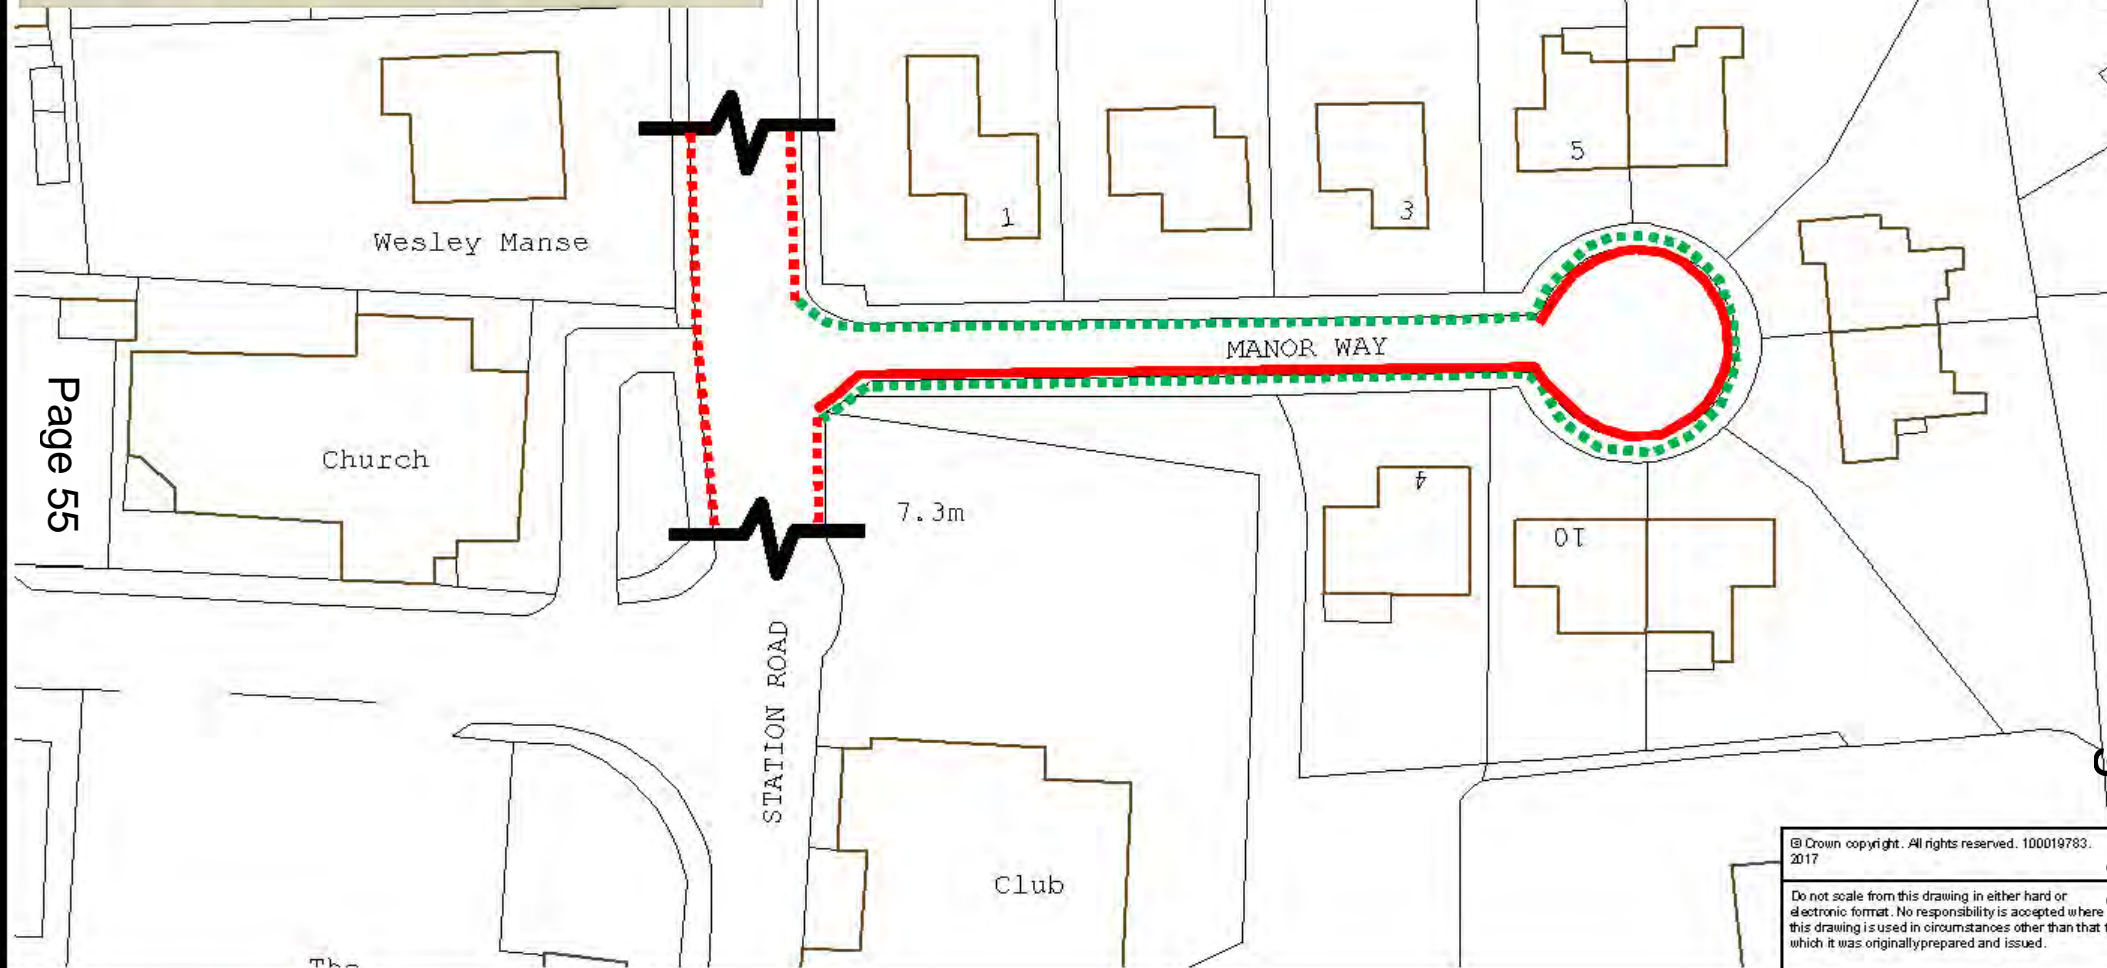 Wesley Manse
1
3
5
MANOR WAY
Church
Page 55
7.3m
4
10
STATION ROAD
Club
The
© Crown copyright. All rights reserved. 100019783.
2017
Do not scale from this drawing in either hard or
electronic format. No responsibility is accepted where
this drawing is used in circumstances other than that
which it was originally prepared and issued.